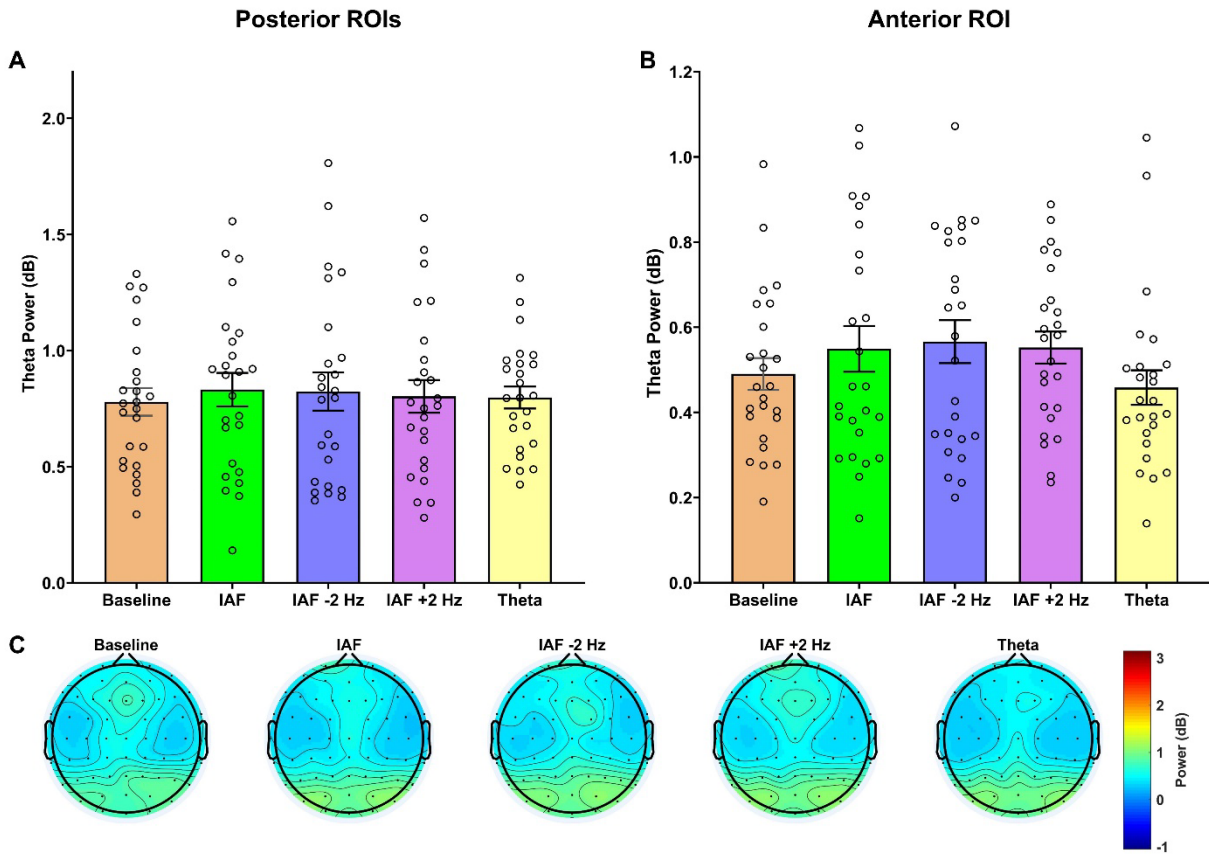 Posterior ROIs
Anterior ROI
A
Theta Power (dB)
2.0
1.5
1.0
0.5
0.0
Baseline IAF IAF -2 Hz IAF +2 Hz Theta
B
Theta Power (dB)
1.2
1.0
0.8
0.6
0.4
0.2
0.0
Baseline IAF IAF -2 Hz IAF +2 Hz Theta
C
Baseline IAF IAF -2 Hz IAF +2 Hz Theta
3
2
1
0
-1
Power (dB)